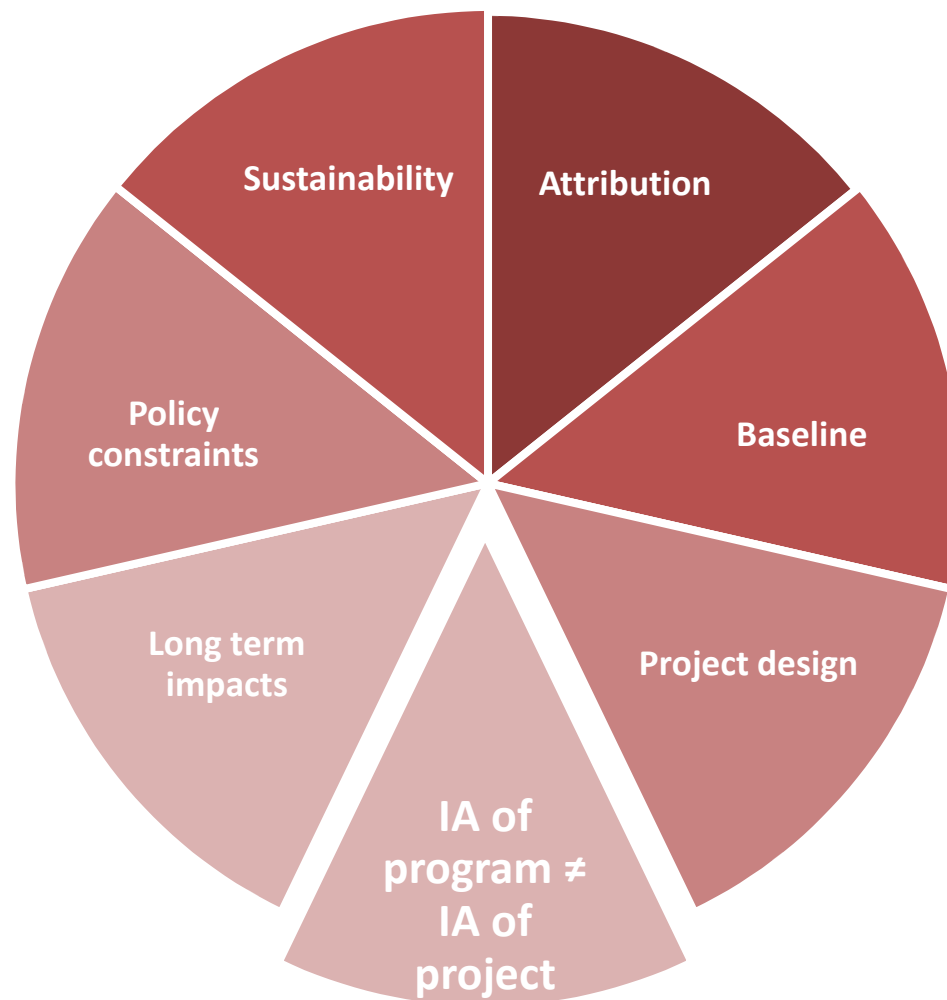 Sustainability
Attribution
Baseline
Project design
IA of
program ≠
IA of
project
Long term
impacts
Policy
constraints